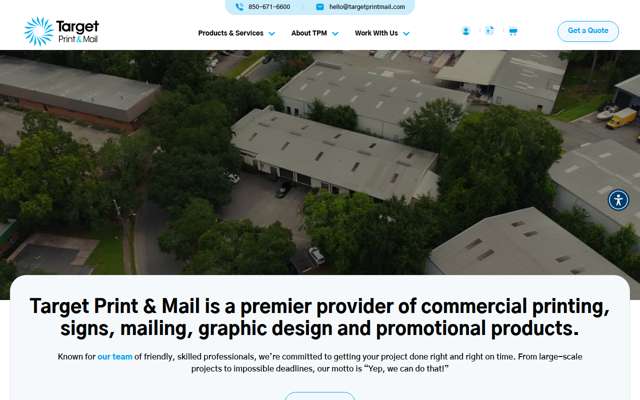 850-671-6600
hello@targetprintmail.com
Target
Print & Mail
Products & Services
About TPM
Work With Us
Get a Quote
Target Print & Mail is a premier provider of commercial printing,
signs, mailing, graphic design and promotional products.
Known for our team of friendly, skilled professionals, we're committed to getting your project done right and right on time. From large-scale
projects to impossible deadlines, our motto is "Yep, we can do that!"